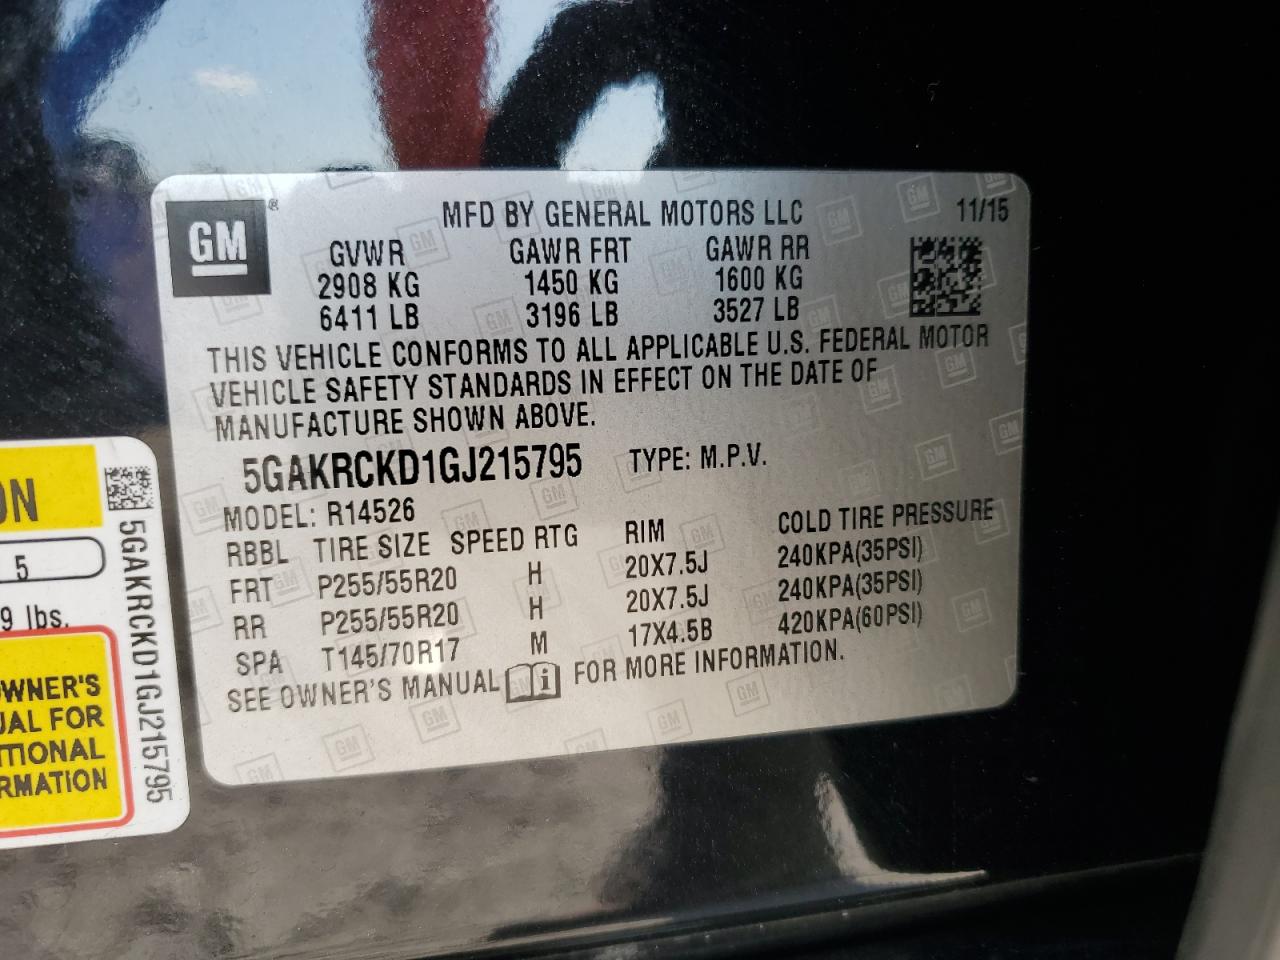 GM ®
MFD BY GENERAL MOTORS LLC 11/15
GVWR GAWR FRT GAWR RR
2908 KG 1450 KG 1600 KG
6411 LB 3196 LB 3527 LB
THIS VEHICLE CONFORMS TO ALL APPLICABLE U.S. FEDERAL MOTOR
VEHICLE SAFETY STANDARDS IN EFFECT ON THE DATE OF
MANUFACTURE SHOWN ABOVE.
5GAKRCKD1GJ215795 TYPE: M.P.V.
MODEL: R14526
RBBL TIRE SIZE SPEED RTG RIM COLD TIRE PRESSURE
FRT P255/55R20 H 20X7.5J 240KPA(35PSI)
RR P255/55R20 H 20X7.5J 240KPA(35PSI)
SPA T145/70R17 M 17X4.5B 420KPA(60PSI)
SEE OWNER'S MANUAL i FOR MORE INFORMATION.
ON
5
9 lbs.
WNER'S
UAL FOR
ITIONAL
RMATION
5GAKRCKD1GJ215795